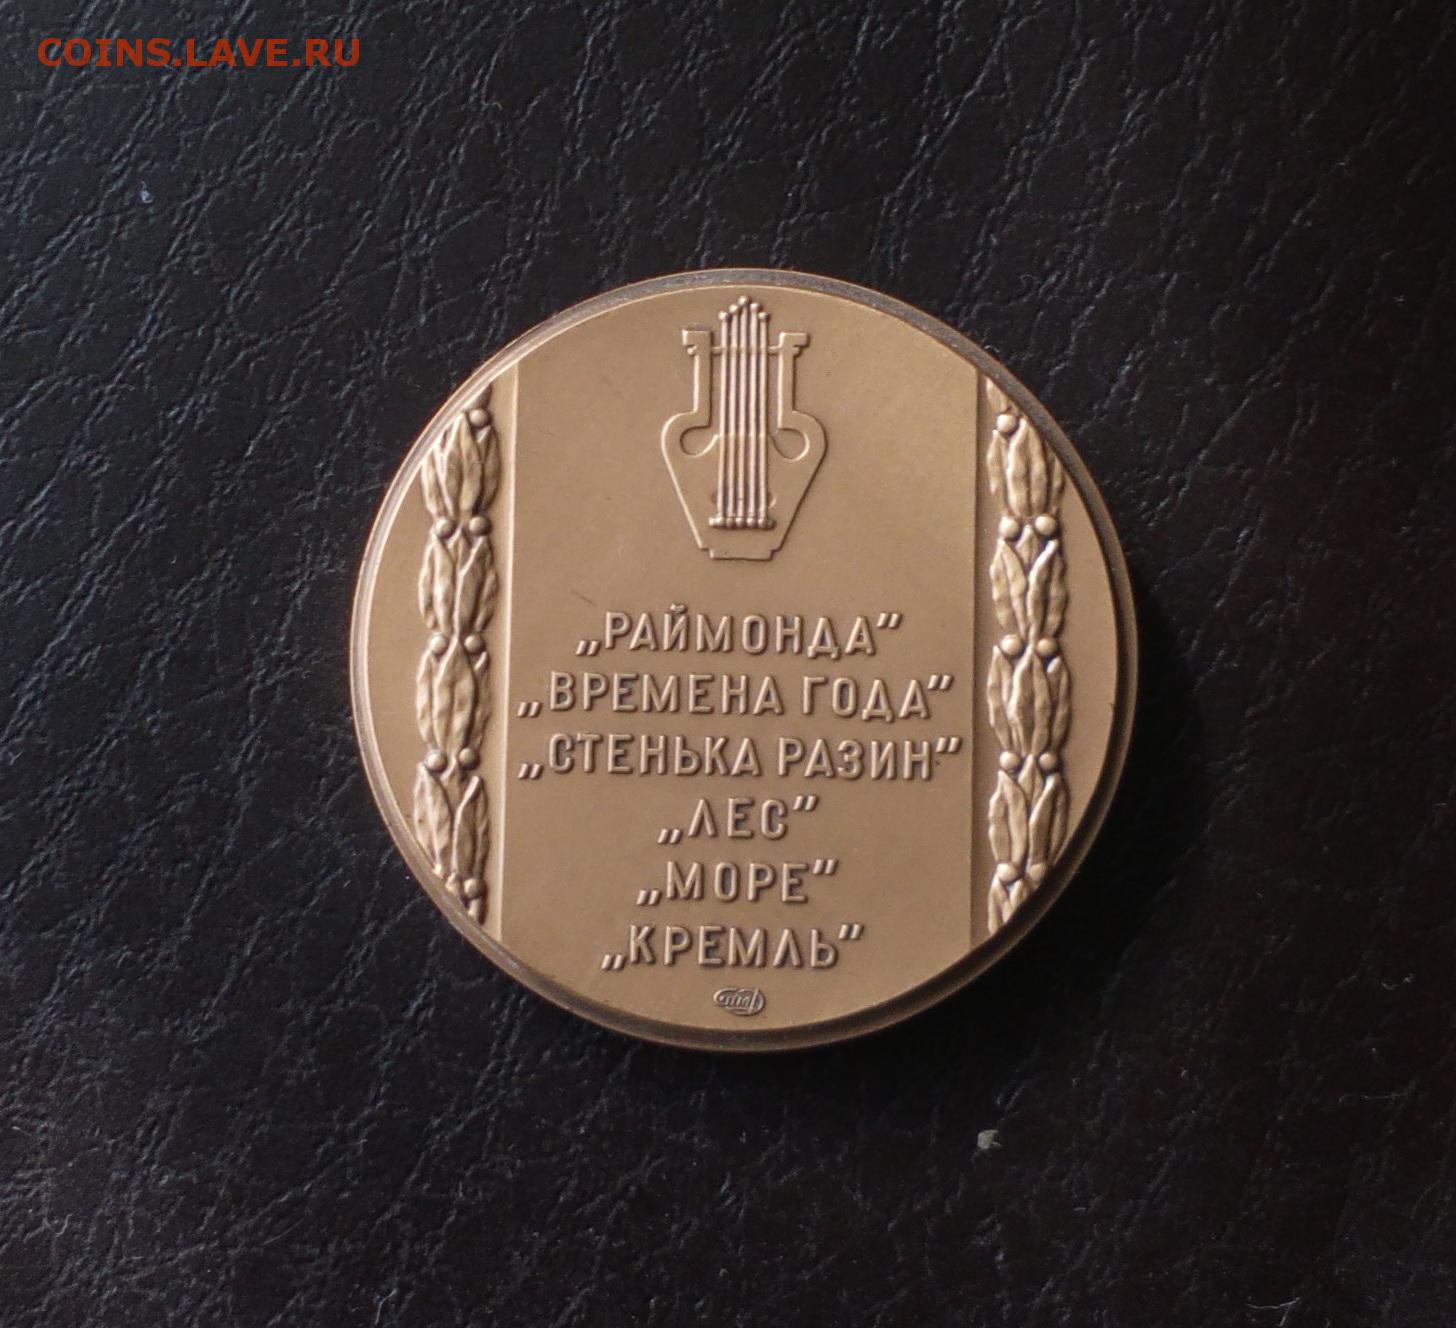 COINS.LAVE.RU
„РАЙМОНДА”
„ВРЕМЕНА ГОДА”
„СТЕНЬКА РАЗИН”
„ЛЕС”
„МОРЕ”
„КРЕМЛЬ”